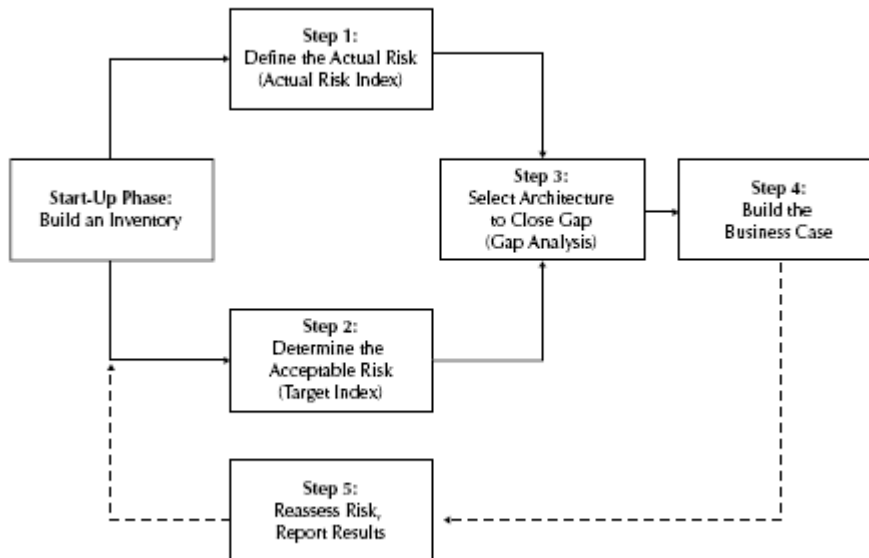 Step 1:
Define the Actual Risk
(Actual Risk Index)
Start-Up Phase:
Build an Inventory
Step 3:
Select Architecture
to Close Gap
(Gap Analysis)
Step 4:
Build the
Business Case
Step 2:
Determine the
Acceptable Risk
(Target Index)
Step 5:
Reassess Risk,
Report Results